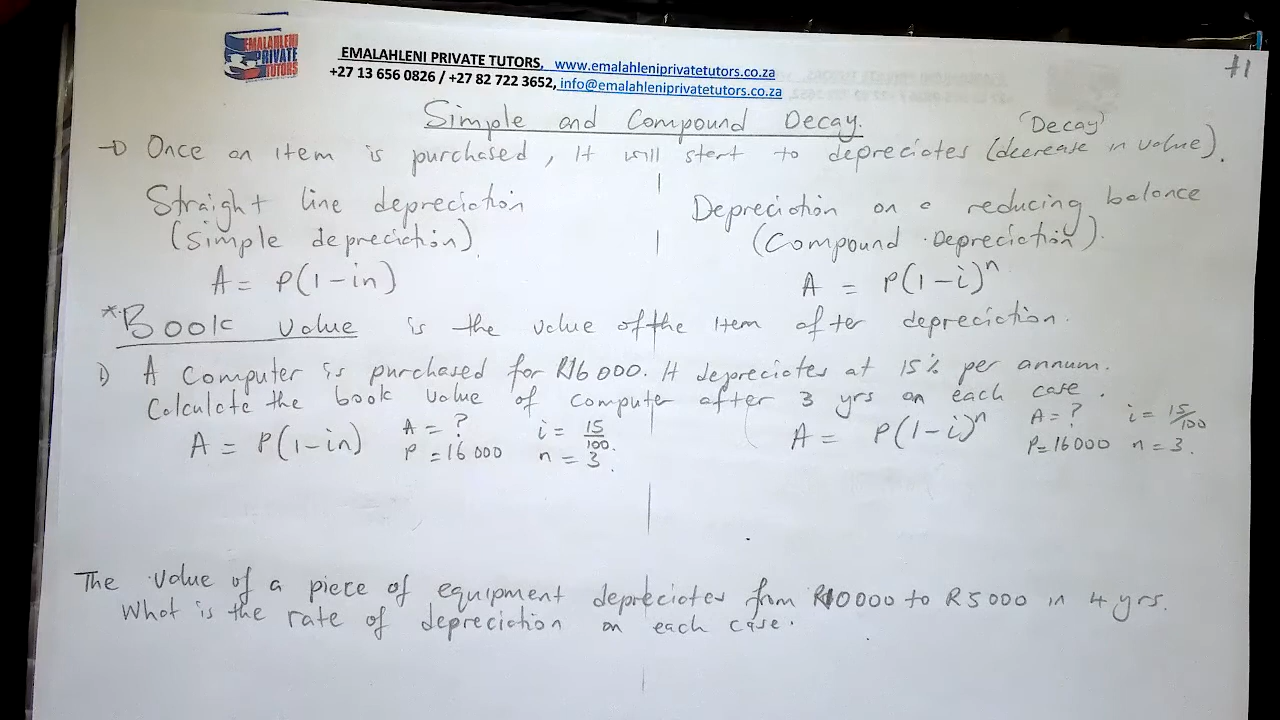 EMALAHLENI PRIVATE TUTORS
EMALAHLENI PRIVATE TUTORS, www.emalahleniprivatetutors.co.za
+27 13 656 0826 / +27 82 722 3652, info@emalahleniprivatetutors.co.za
#1
Simple and Compound Decay.
"Decay"
→ Once an item is purchased, it will start to depreciates (decrease in value).
Straight line depreciation
(simple depreciation).
A = P(1-in)
Depreciation on a reducing balance
(Compound Depreciation).
A = P(1-i)ⁿ
*Book value is the value of the item after depreciation.
1) A computer is purchased for R16 000. It depreciates at 15% per annum.
Calculate the book value of computer after 3 yrs on each case.
A = P(1-in) A = ? i = 15/100
P = 16 000 n = 3.
A = P(1-i)ⁿ A = ? i = 15/100
P = 16000 n = 3.
The value of a piece of equipment depreciates from R10000 to R5000 in 4 yrs.
What is the rate of depreciation on each case.